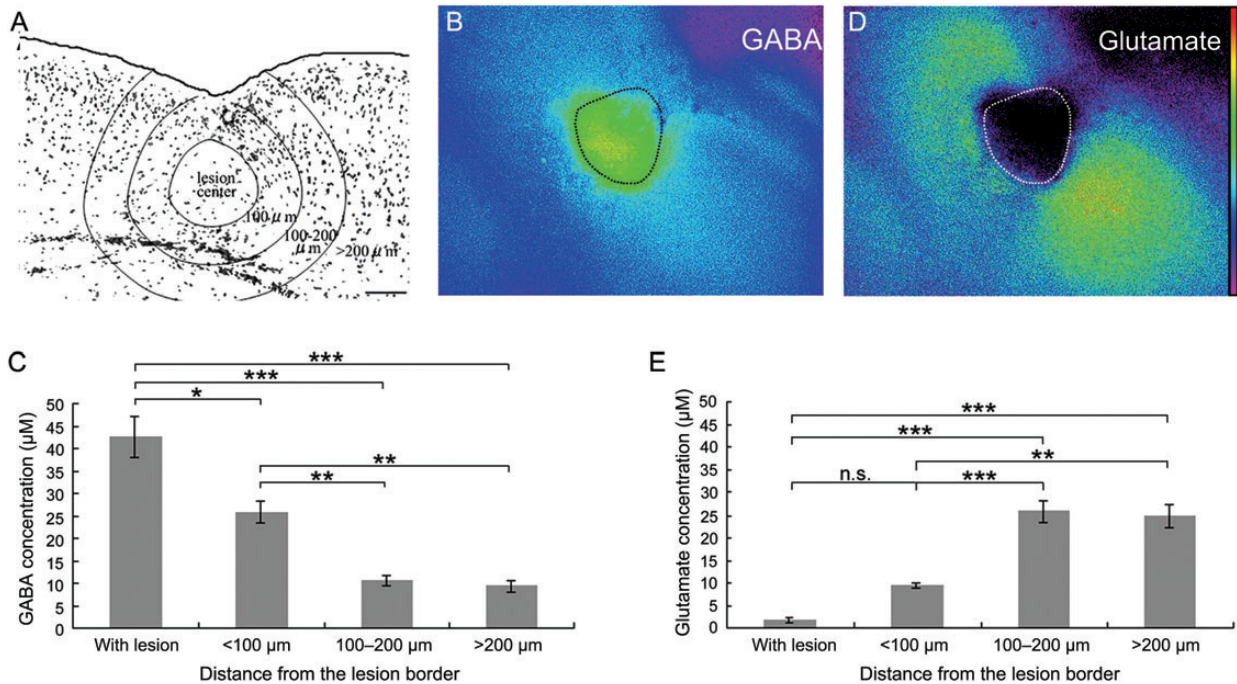 A
lesion
center
100μm
100-200
μm
>200μm
B
GABA
D
Glutamate
C
GABA concentration (μM)
50
45
40
35
30
25
20
15
10
5
0
***
***
*
**
**
With lesion
<100 μm
100–200 μm
>200 μm
Distance from the lesion border
E
Glutamate concentration (μM)
50
45
40
35
30
25
20
15
10
5
0
***
***
**
n.s.
***
With lesion
<100 μm
100–200 μm
>200 μm
Distance from the lesion border